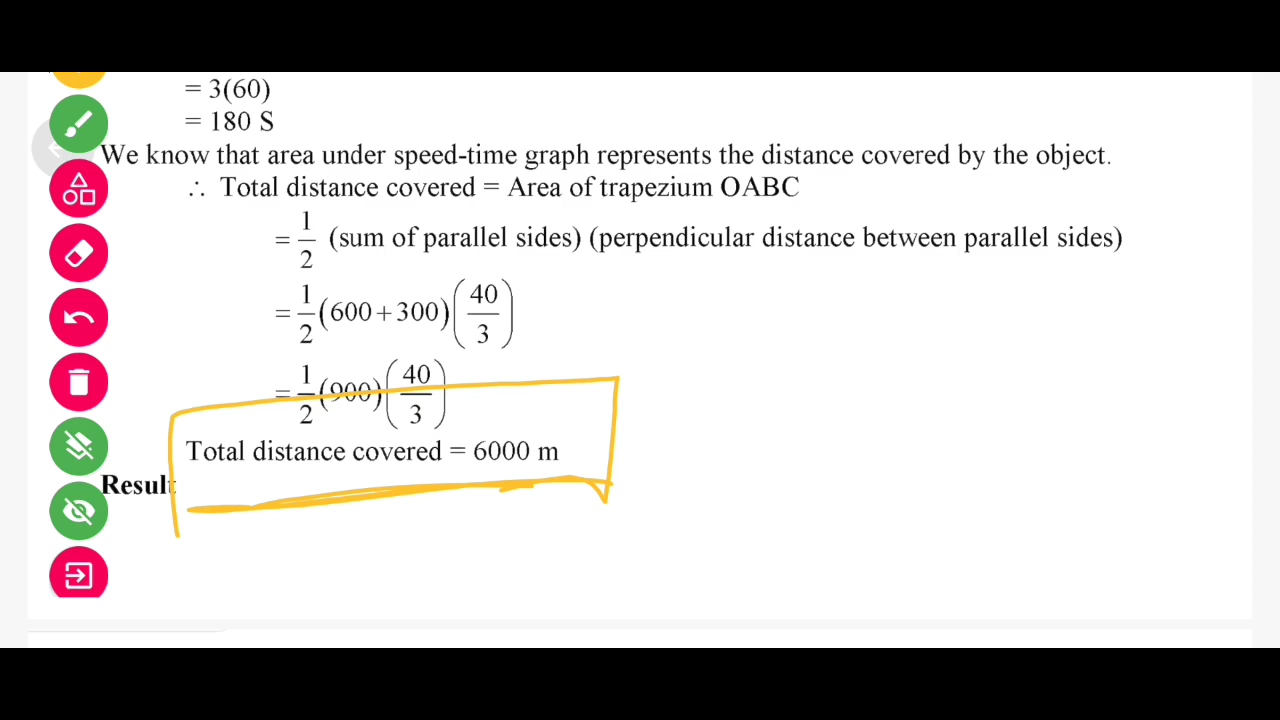 = 3(60)
= 180 S
We know that area under speed-time graph represents the distance covered by the object.
∴ Total distance covered = Area of trapezium OABC
= 1/2 (sum of parallel sides) (perpendicular distance between parallel sides)
= 1/2 (600 + 300) (40/3)
= 1/2 (900) (40/3)
Total distance covered = 6000 m
Result